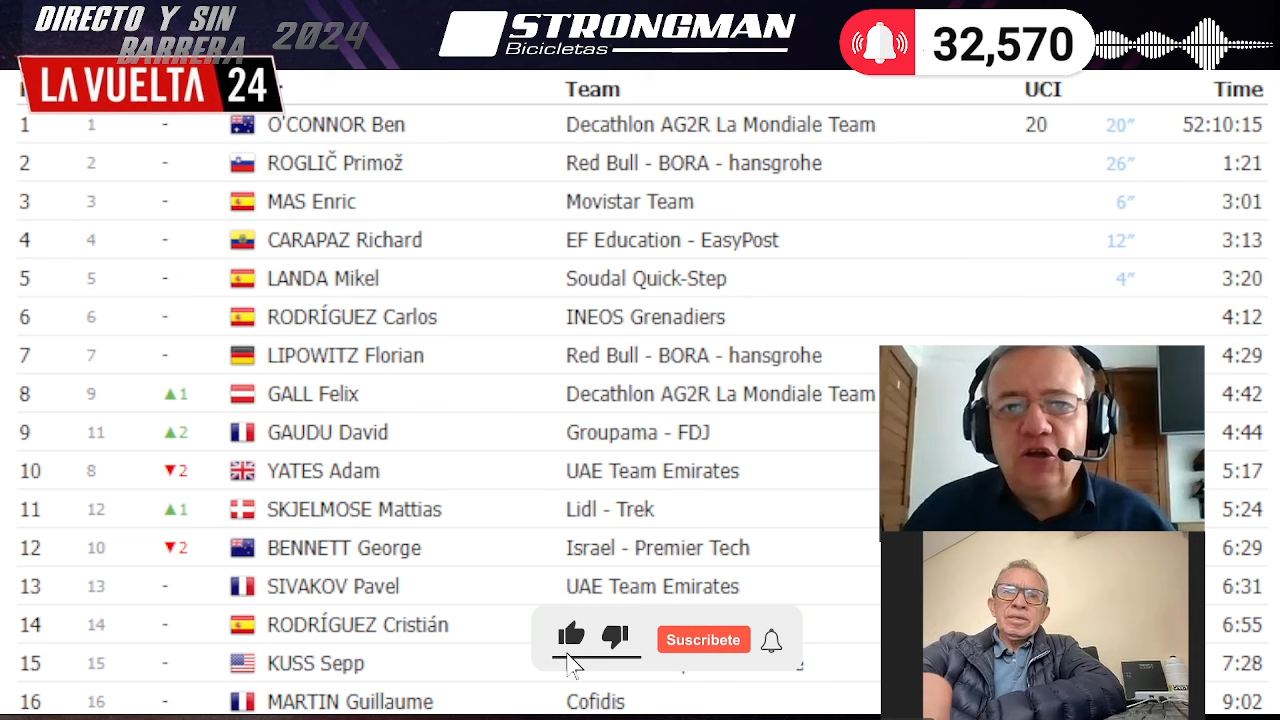 DIRECTO Y SIN
BARRERA 2024
STRONGMAN
Bicicletas
32,570
LA VUELTA 24
Team UCI Time
1 1 - O'CONNOR Ben Decathlon AG2R La Mondiale Team 20 20″ 52:10:15
2 2 - ROGLIČ Primož Red Bull - BORA - hansgrohe 26″ 1:21
3 3 - MAS Enric Movistar Team 6″ 3:01
4 4 - CARAPAZ Richard EF Education - EasyPost 12″ 3:13
5 5 - LANDA Mikel Soudal Quick-Step 4″ 3:20
6 6 - RODRÍGUEZ Carlos INEOS Grenadiers 4:12
7 7 - LIPOWITZ Florian Red Bull - BORA - hansgrohe 4:29
8 9 ▲1 GALL Felix Decathlon AG2R La Mondiale Team 4:42
9 11 ▲2 GAUDU David Groupama - FDJ 4:44
10 8 ▼2 YATES Adam UAE Team Emirates 5:17
11 12 ▲1 SKJELMOSE Mattias Lidl - Trek 5:24
12 10 ▼2 BENNETT George Israel - Premier Tech 6:29
13 13 - SIVAKOV Pavel UAE Team Emirates 6:31
14 14 - RODRÍGUEZ Cristián 6:55
15 15 - KUSS Sepp 7:28
16 16 - MARTIN Guillaume Cofidis 9:02
Suscribete